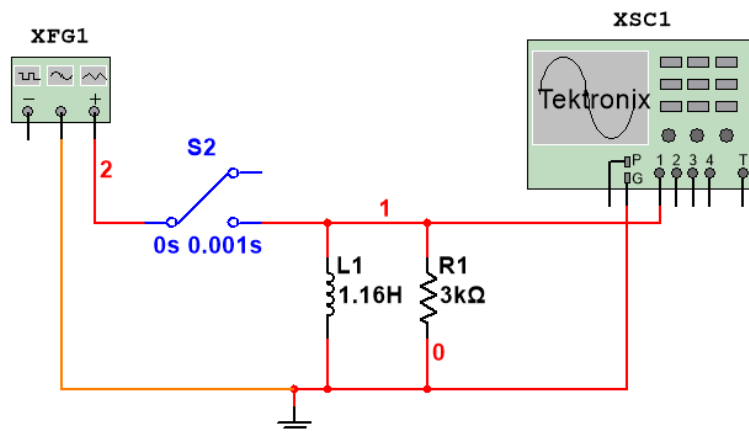 XFG1
XSC1
Tektronix
P 1 2 3 4 T
G
2
S2
0s 0.001s
1
L1
1.16H
R1
3kΩ
0